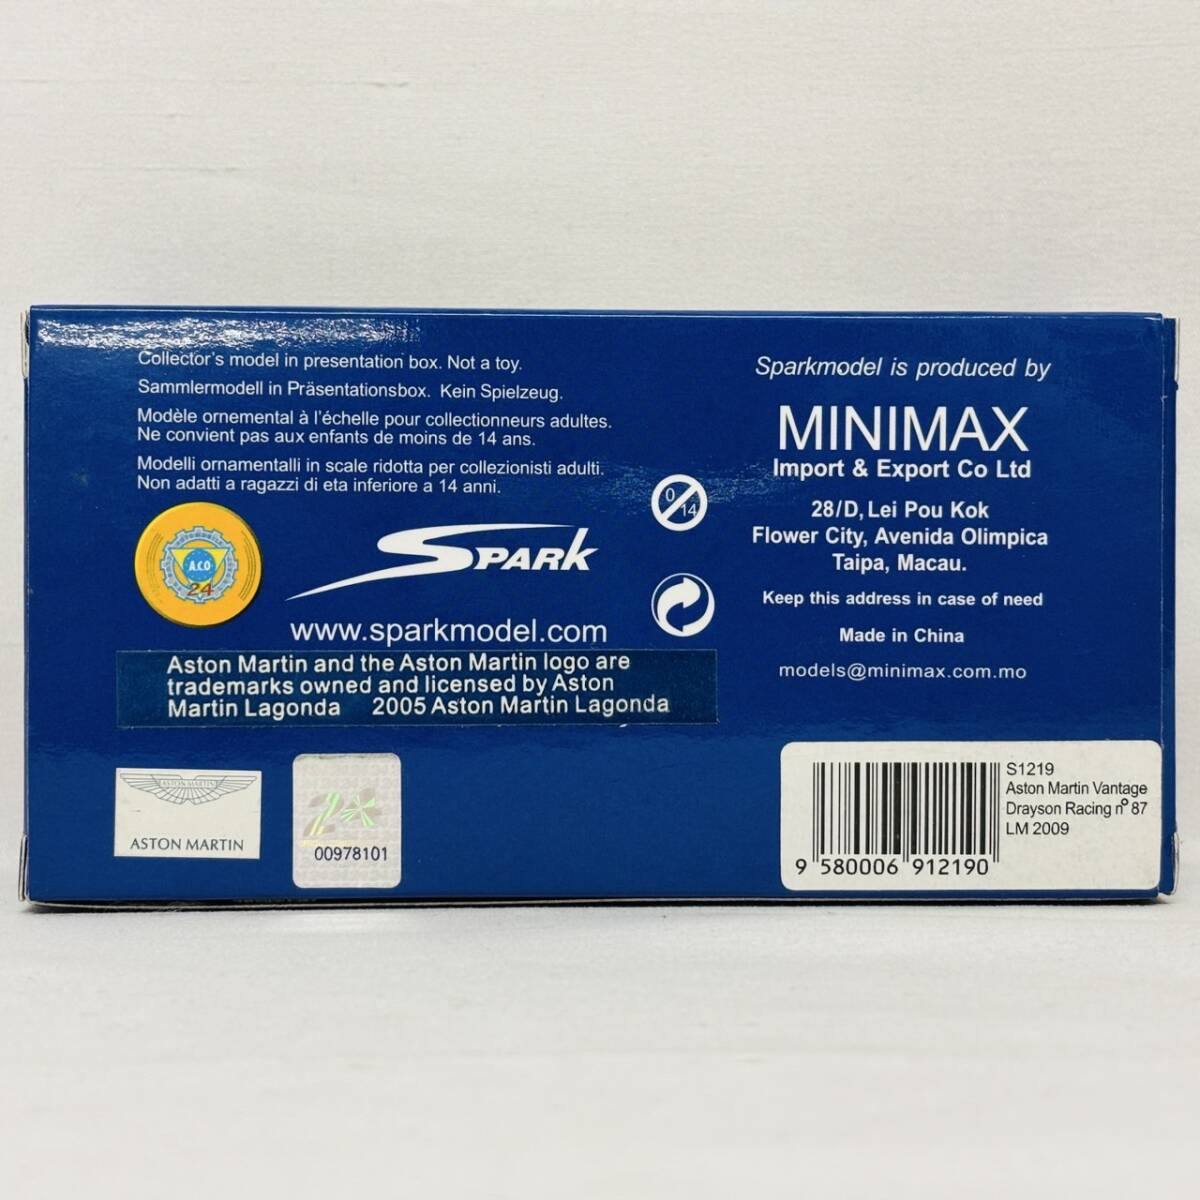 Collector's model in presentation box. Not a toy.
Sammlermodell in Präsentationsbox. Kein Spielzeug.
Modèle ornemental à l'échelle pour collectionneurs adultes.
Ne convient pas aux enfants de moins de 14 ans.
Modelli ornamentalli in scale ridotta per collezionisti adulti.
Non adatti a ragazzi di eta inferiore a 14 anni.
A.C.O
24
SPARK
www.sparkmodel.com
0
14
Aston Martin and the Aston Martin logo are
trademarks owned and licensed by Aston
Martin Lagonda 2005 Aston Martin Lagonda
ASTON MARTIN
ASTON MARTIN
24
00978101
Sparkmodel is produced by
MINIMAX
Import & Export Co Ltd
28/D, Lei Pou Kok
Flower City, Avenida Olimpica
Taipa, Macau.
Keep this address in case of need
Made in China
models@minimax.com.mo
S1219
Aston Martin Vantage
Drayson Racing nº 87
LM 2009
9 580006 912190